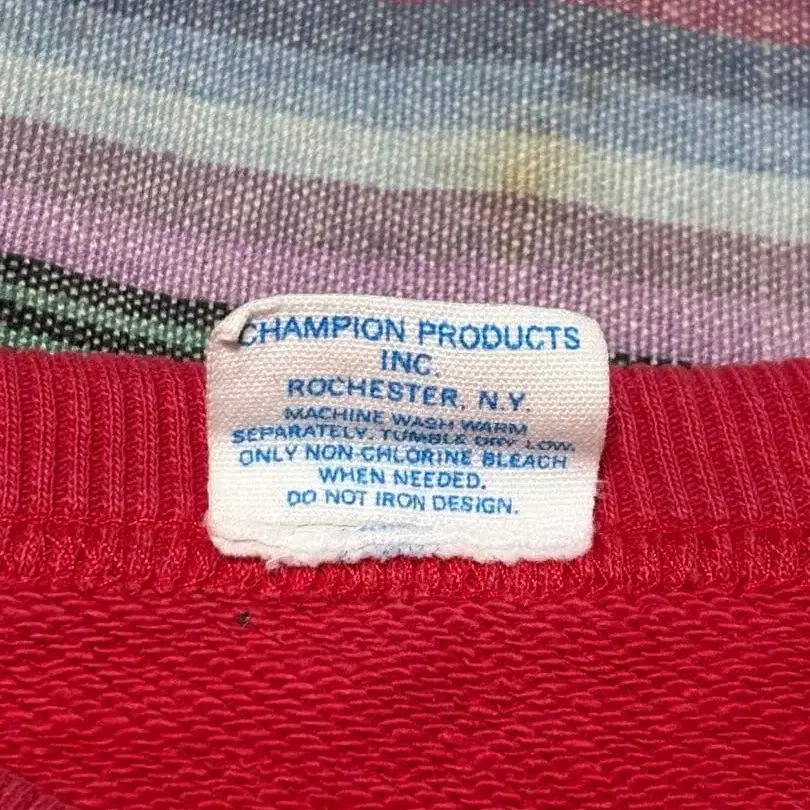 CHAMPION PRODUCTS
INC.
ROCHESTER, N.Y.
MACHINE WASH WARM
SEPARATELY. TUMBLE DRY LOW.
ONLY NON-CHLORINE BLEACH
WHEN NEEDED.
DO NOT IRON DESIGN.